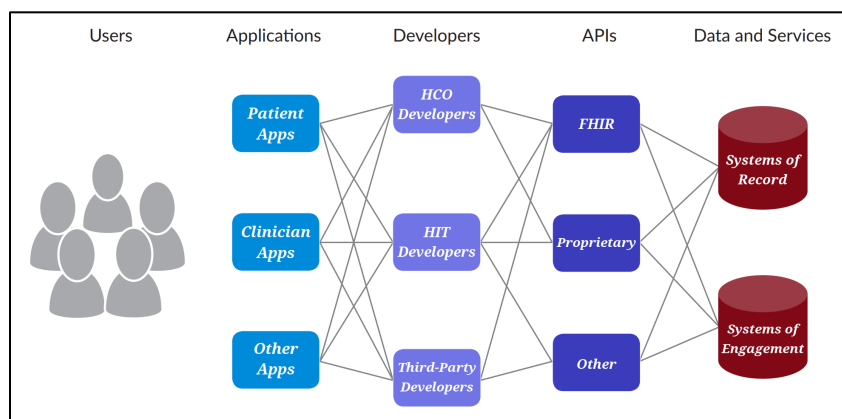 Users
Applications
Developers
APIs
Data and Services
Patient
Apps
Clinician
Apps
Other
Apps
HCO
Developers
HIT
Developers
Third-Party
Developers
FHIR
Proprietary
Other
Systems of
Record
Systems of
Engagement